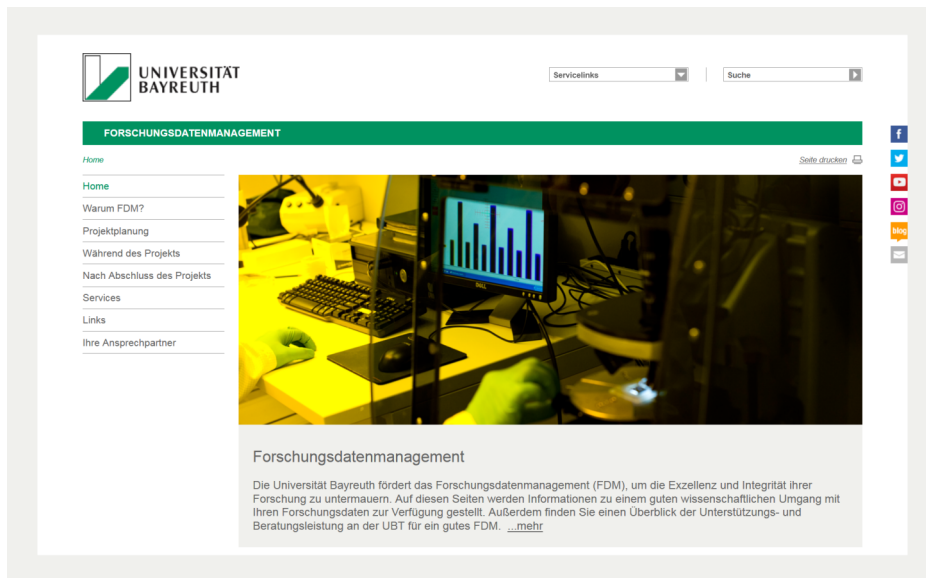 UNIVERSITÄT
BAYREUTH
Servicelinks
Suche
FORSCHUNGSDATENMANAGEMENT
Home
Seite drucken
Home
Warum FDM?
Projektplanung
Während des Projekts
Nach Abschluss des Projekts
Services
Links
Ihre Ansprechpartner
f
blog
DELL
Forschungsdatenmanagement
Die Universität Bayreuth fördert das Forschungsdatenmanagement (FDM), um die Exzellenz und Integrität ihrer
Forschung zu untermauern. Auf diesen Seiten werden Informationen zu einem guten wissenschaftlichen Umgang mit
Ihren Forschungsdaten zur Verfügung gestellt. Außerdem finden Sie einen Überblick der Unterstützungs- und
Beratungsleistung an der UBT für ein gutes FDM. ...mehr